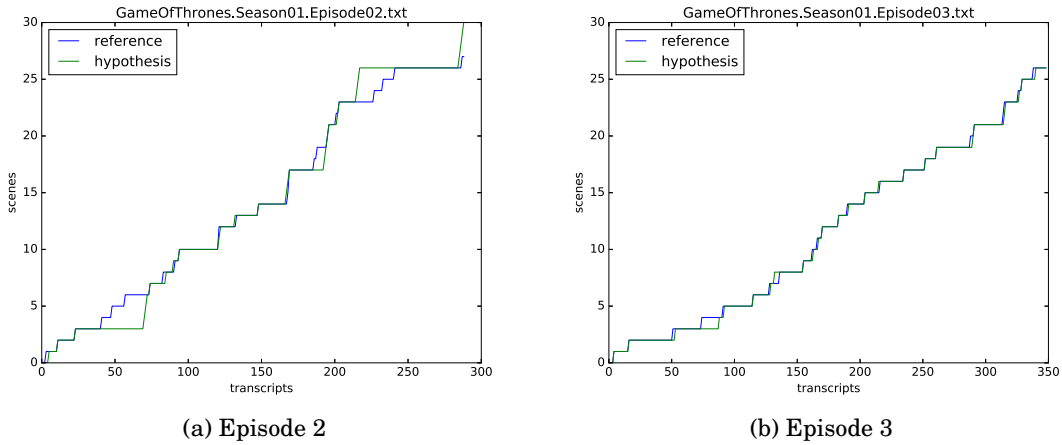 GameOfThrones.Season01.Episode02.txt
reference
hypothesis
30
25
20
15
10
5
0
scenes
0 50 100 150 200 250 300
transcripts
(a) Episode 2
GameOfThrones.Season01.Episode03.txt
reference
hypothesis
30
25
20
15
10
5
0
scenes
0 50 100 150 200 250 300 350
transcripts
(b) Episode 3